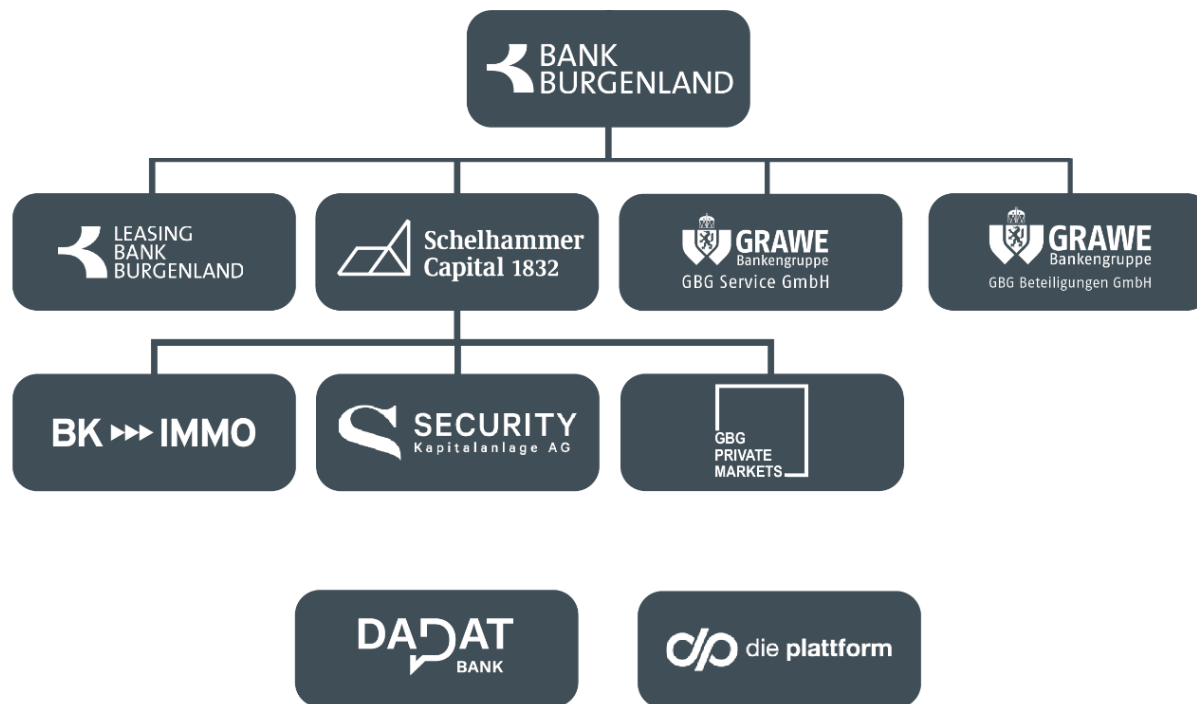 BANK
BURGENLAND
LEASING
BANK
BURGENLAND
Schelhammer
Capital 1832
GRAWE
Bankengruppe
GBG Service GmbH
GRAWE
Bankengruppe
GBG Beteiligungen GmbH
BK IMMO
SECURITY
Kapitalanlage AG
GBG
PRIVATE
MARKETS
DADAT
BANK
dp die plattform